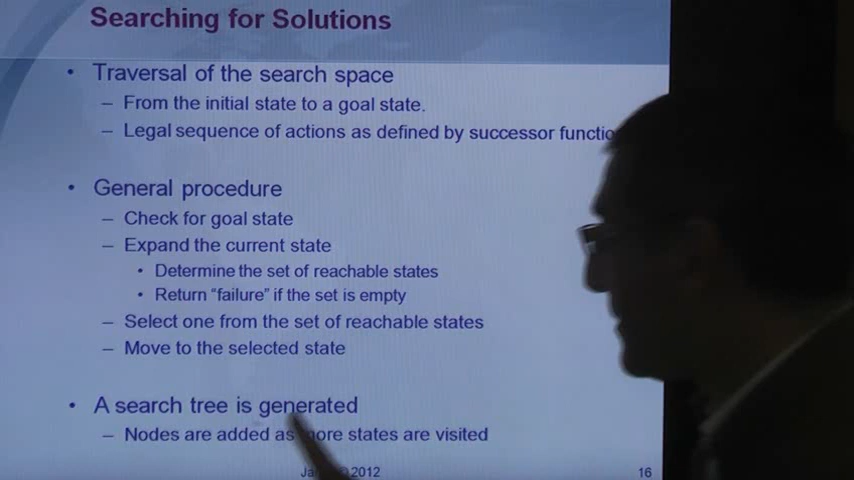 Searching for Solutions
• Traversal of the search space
– From the initial state to a goal state.
– Legal sequence of actions as defined by successor
• General procedure
– Check for goal state
– Expand the current state
• Determine the set of reachable states
• Return “failure” if the set is empty
– Select one from the set of reachable states
– Move to the selected state
• A search tree is generated
– Nodes are added as more states are visited
2012
16